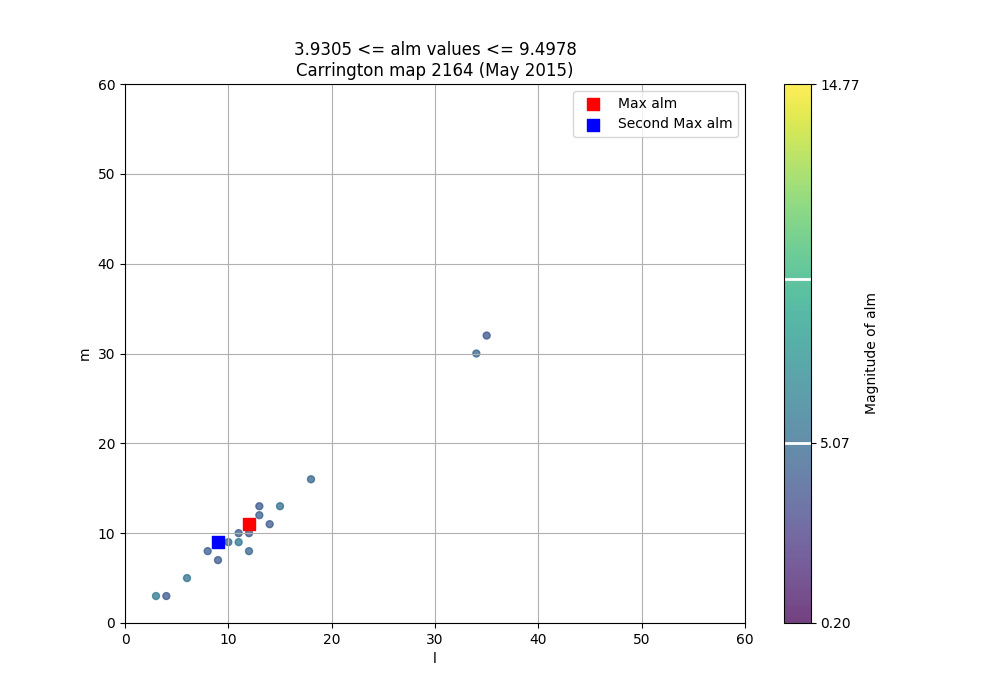 3.9305 <= alm values <= 9.4978
Carrington map 2164 (May 2015)
Max alm
Second Max alm
60
50
40
30
20
10
0
m
0 10 20 30 40 50 60
l
14.77
5.07
0.20
Magnitude of alm